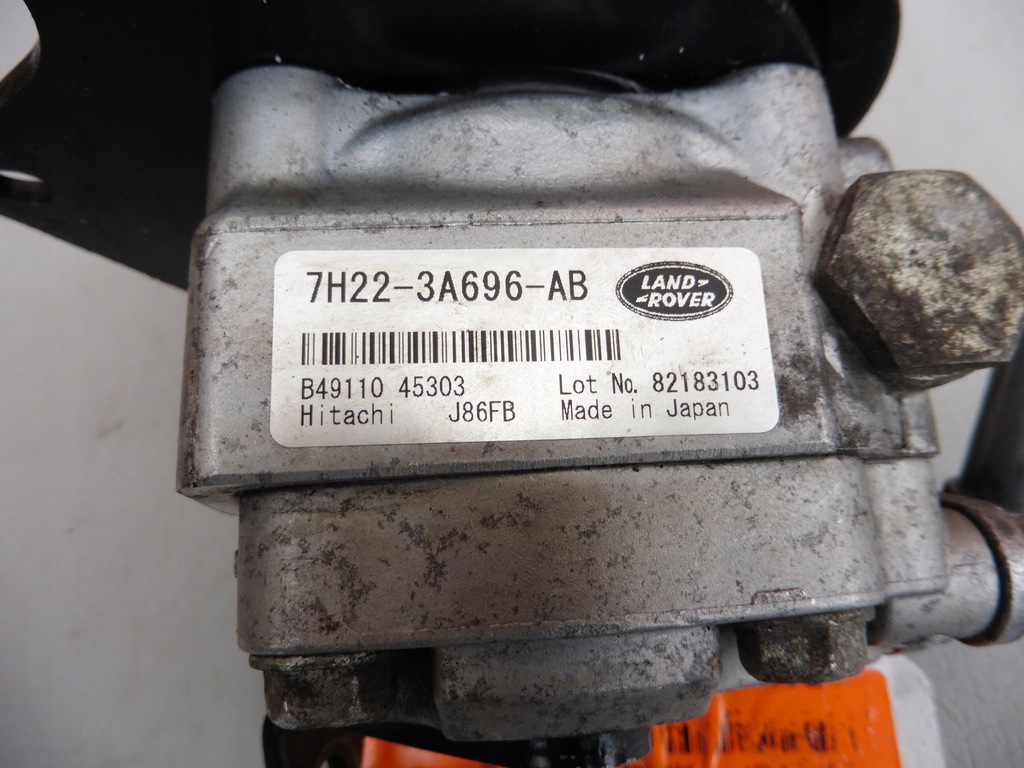 7H22-3A696-AB
LAND-
-ROVER
B49110 45303
Lot No. 82183103
Hitachi J86FB
Made in Japan